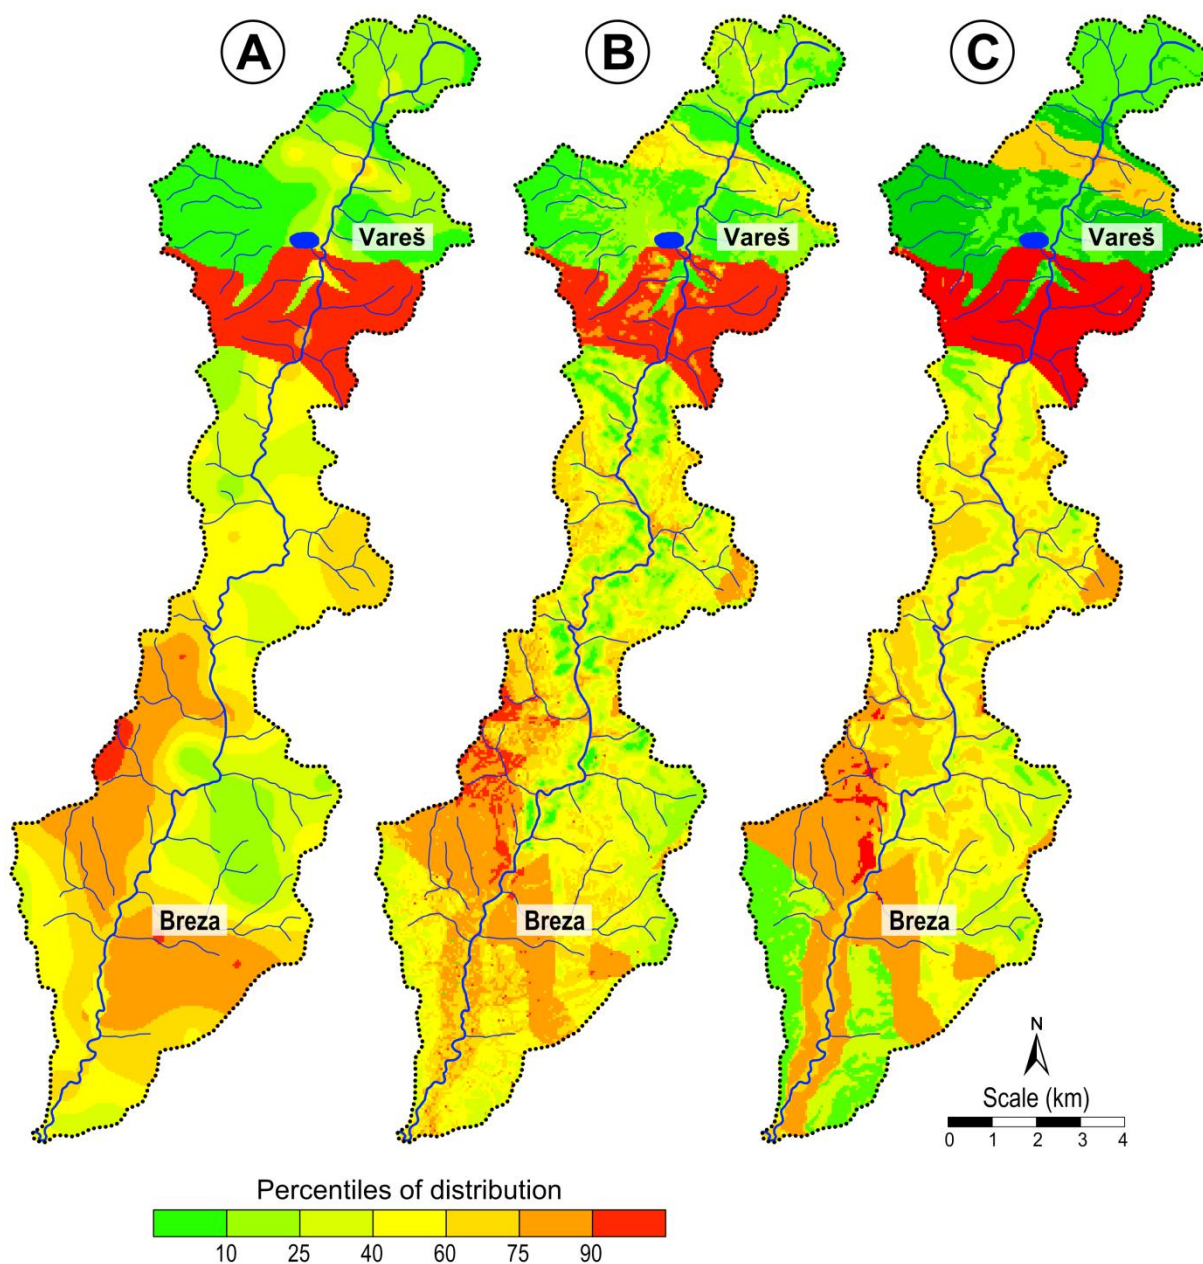 A B C
Vareš Vareš Vareš
Breza Breza Breza
N
Scale (km)
0 1 2 3 4
Percentiles of distribution
10 25 40 60 75 90